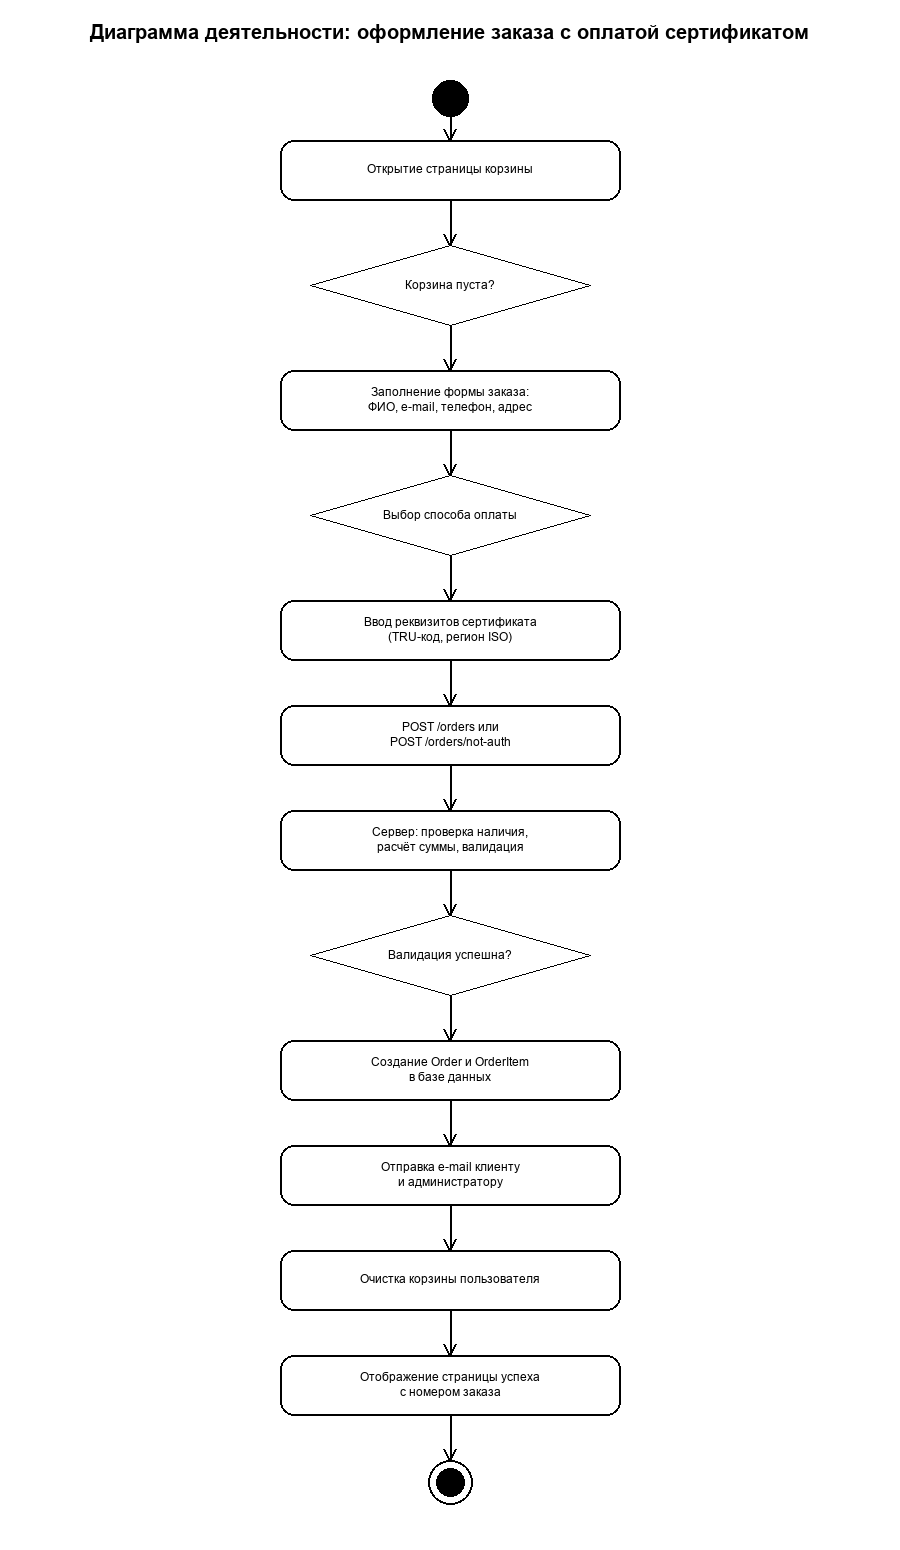 Диаграмма деятельности: оформление заказа с оплатой сертификатом
Открытие страницы корзины
Корзина пуста?
Заполнение формы заказа:
ФИО, e-mail, телефон, адрес
Выбор способа оплаты
Ввод реквизитов сертификата
(TRU-код, регион ISO)
POST /orders или
POST /orders/not-auth
Сервер: проверка наличия,
расчёт суммы, валидация
Валидация успешна?
Создание Order и OrderItem
в базе данных
Отправка e-mail клиенту
и администратору
Очистка корзины пользователя
Отображение страницы успеха
с номером заказа